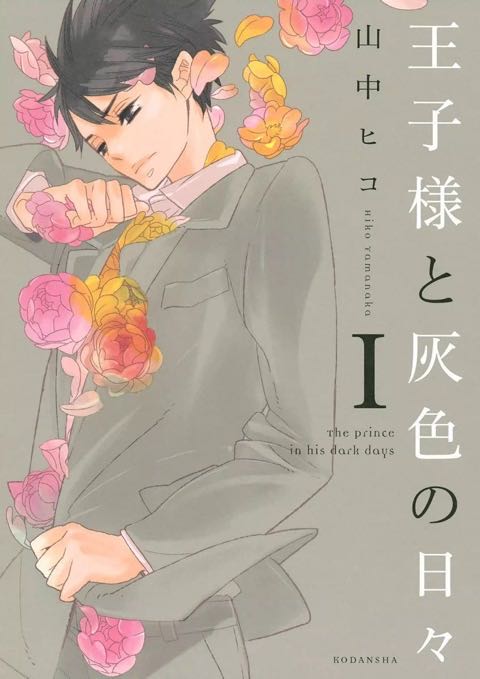 王子様と灰色の日々
山中ヒコ
Hiko Yamanaka
I
The prince
in his dark days
KODANSHA